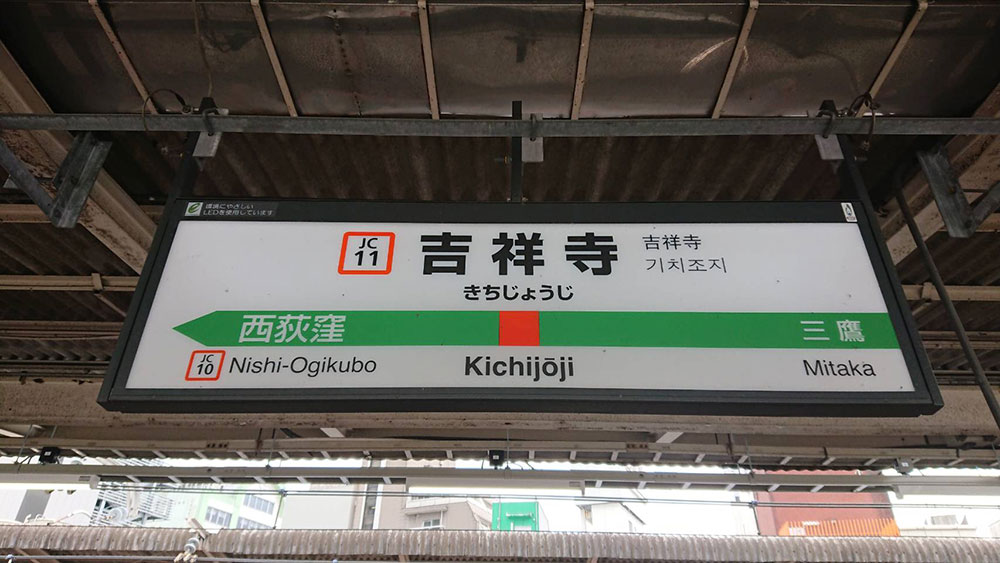 環境にやさしい
LEDを使用しています
JC
11
吉祥寺
吉祥寺
기치조지
きちじょうじ
西荻窪
三鷹
JC
10
Nishi-Ogikubo
Kichijōji
Mitaka